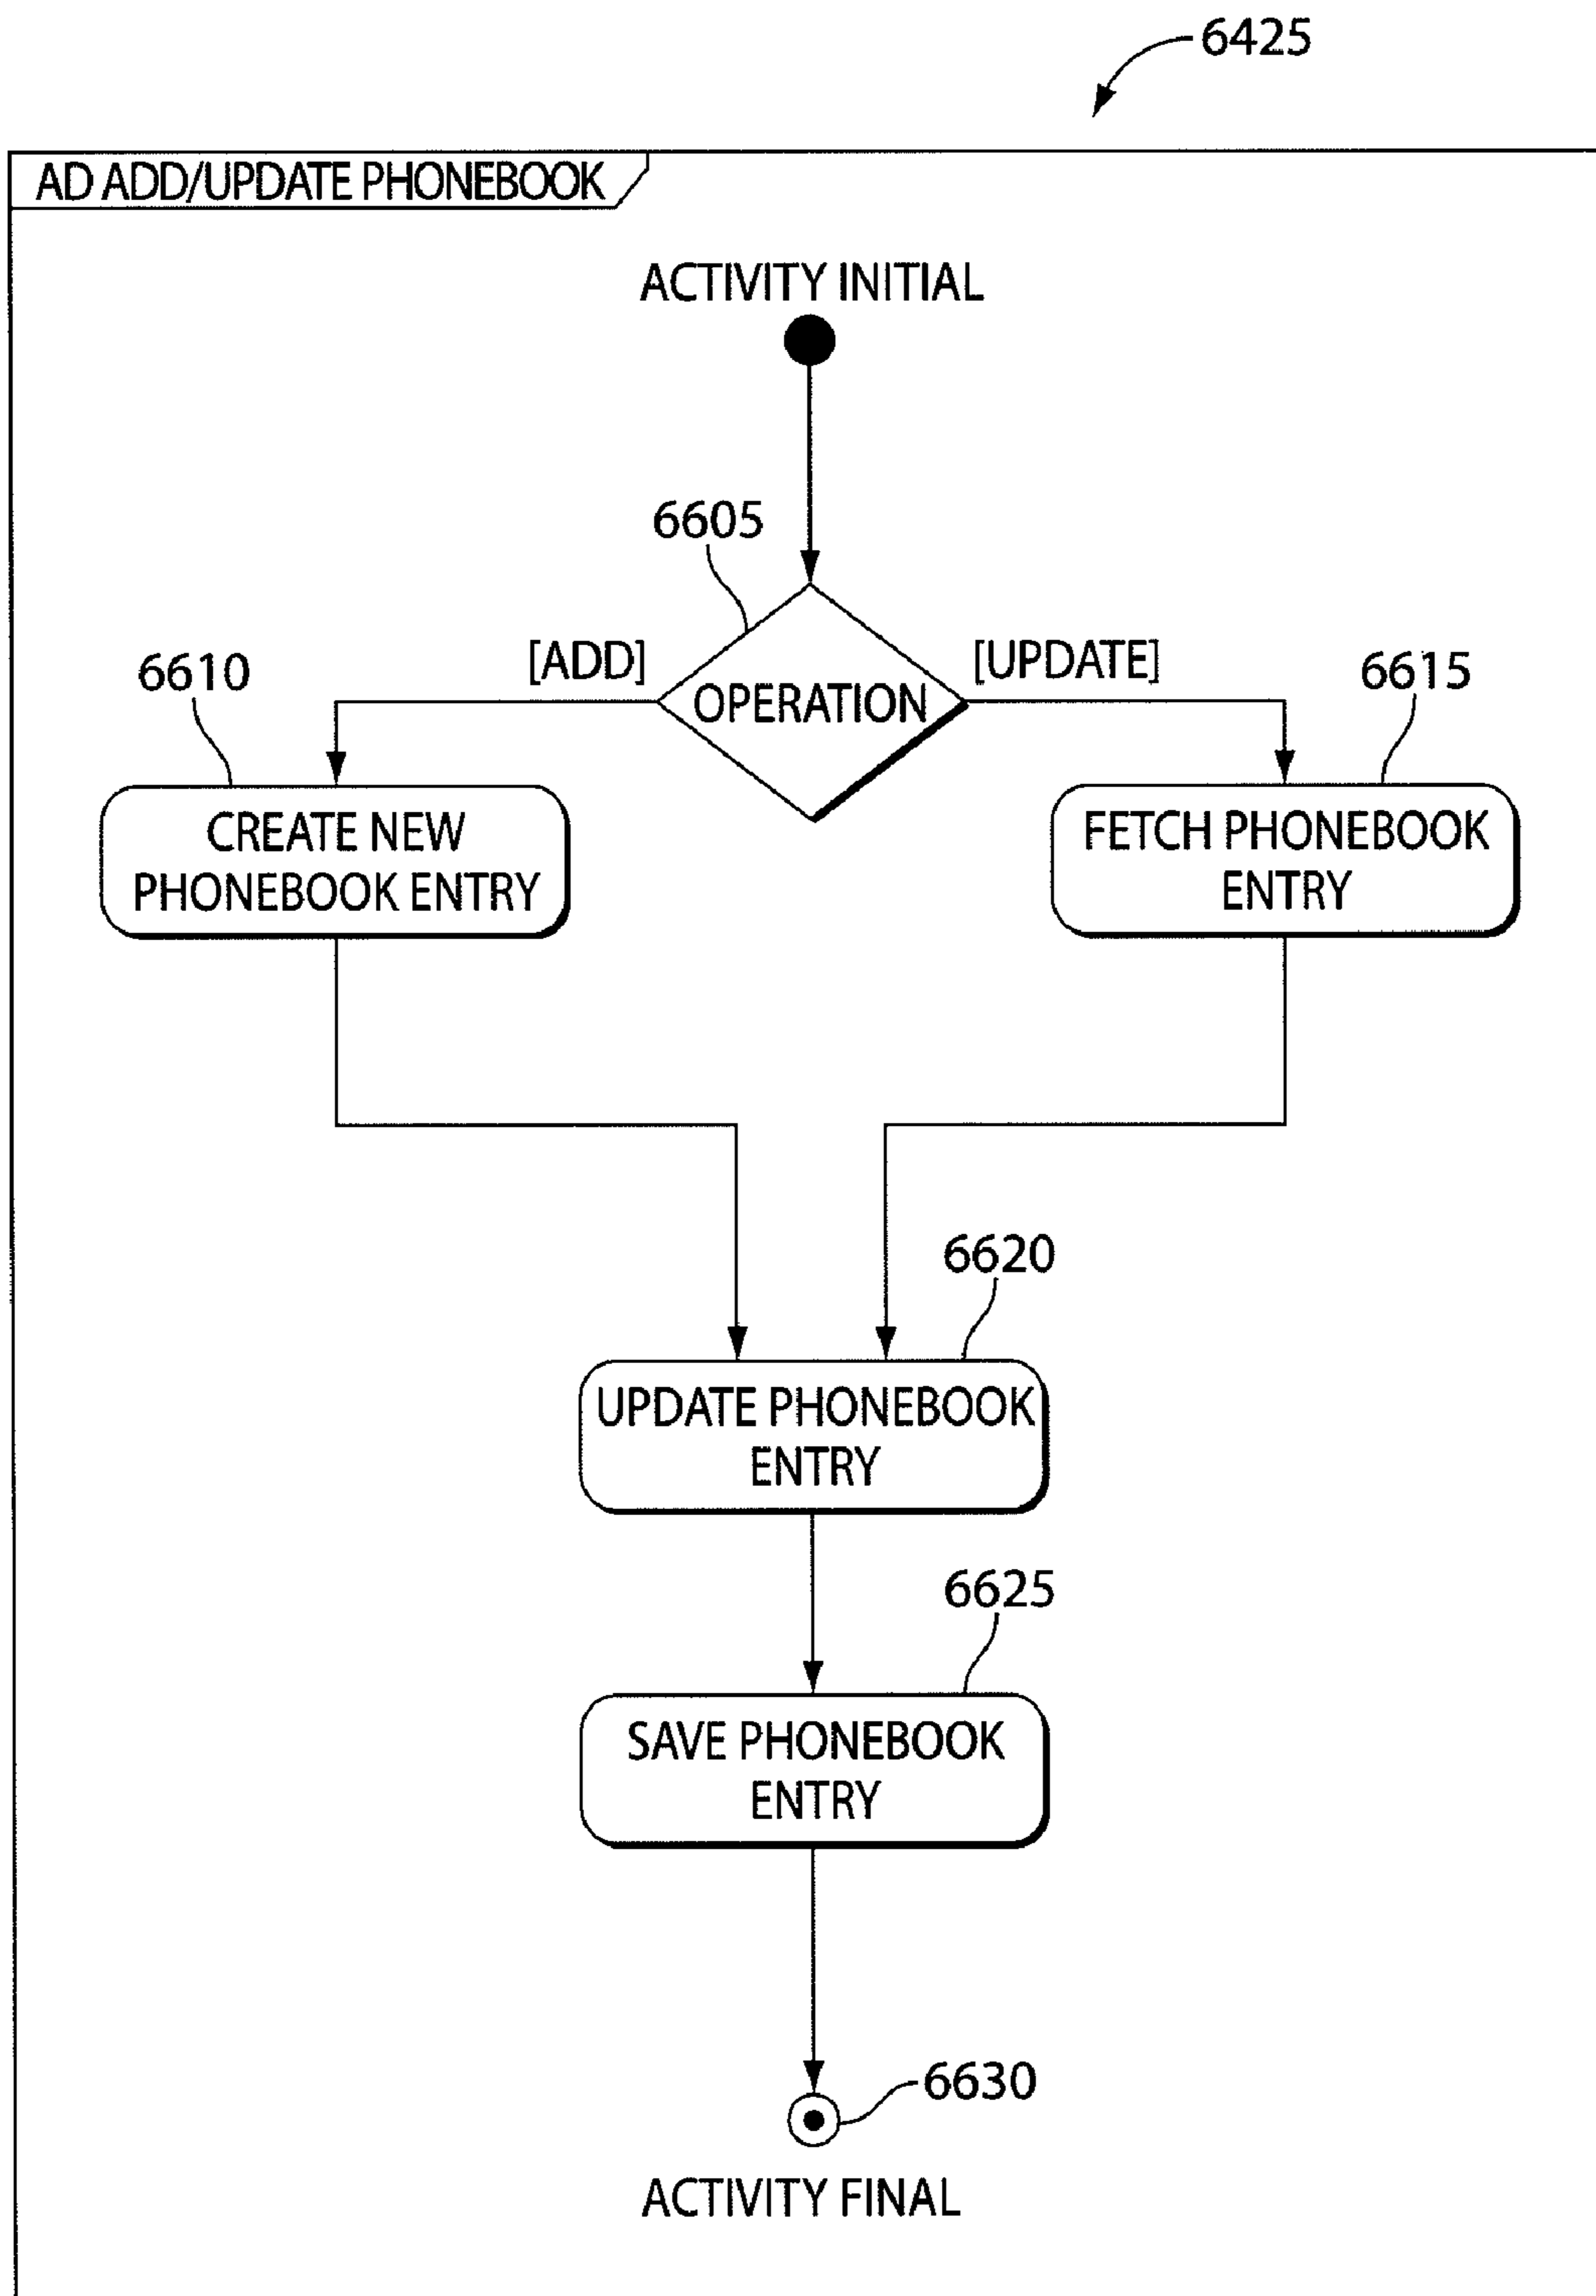 6425
AD ADD/UPDATE PHONEBOOK
ACTIVITY INITIAL
6605
[ADD]
[UPDATE]
6610
OPERATION
6615
CREATE NEW
PHONEBOOK ENTRY
FETCH PHONEBOOK
ENTRY
6620
UPDATE PHONEBOOK
ENTRY
6625
SAVE PHONEBOOK
ENTRY
6630
ACTIVITY FINAL